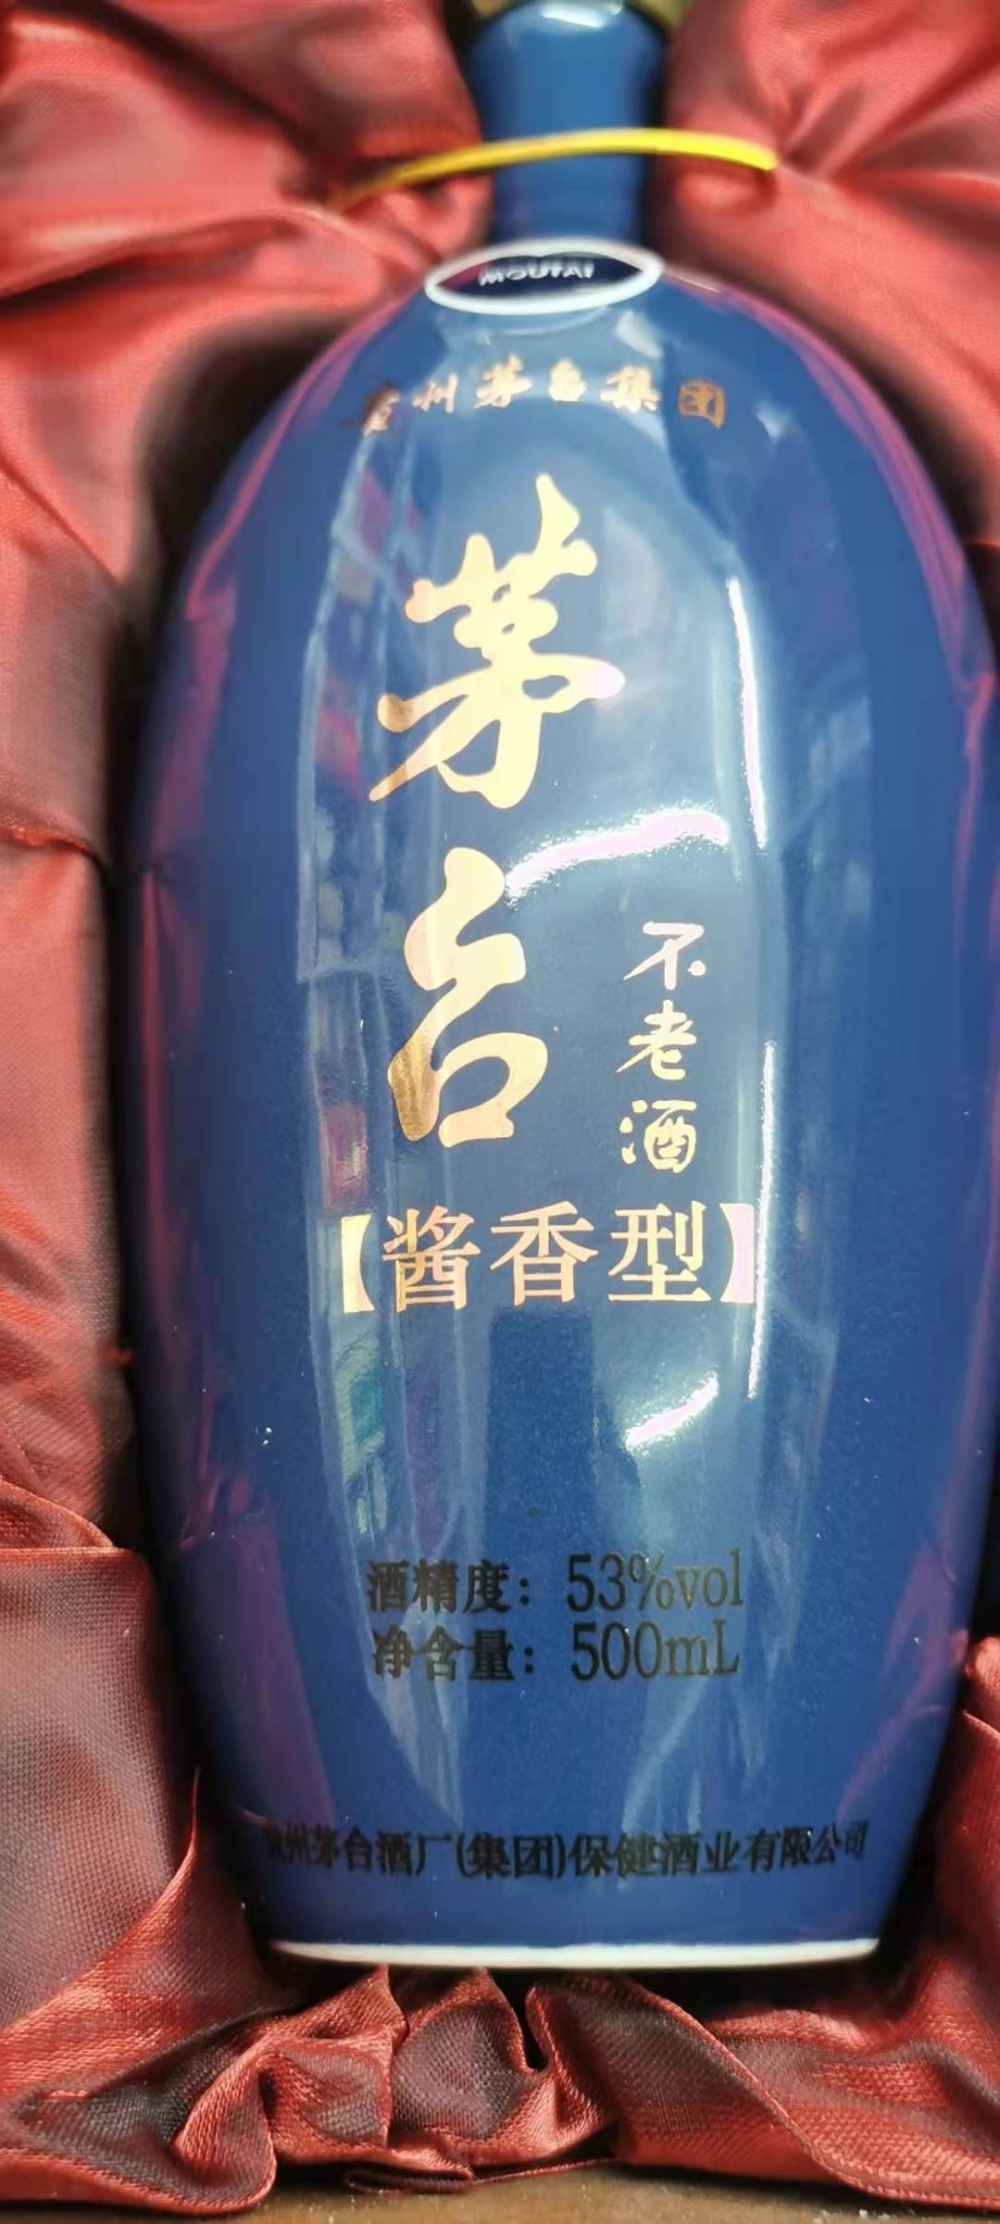 MOUTAI
贵州茅台集团
茅台
不老酒
【酱香型】
酒精度：53%vol
净含量：500mL
贵州茅台酒厂(集团)保健酒业有限公司